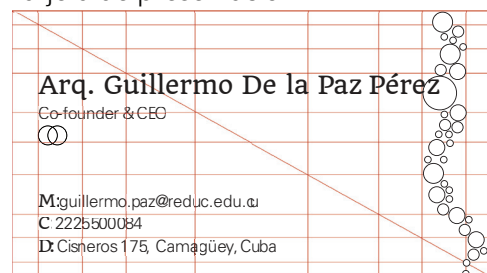 Arq. Guillermo De la Paz Pérez
Co-founder & CEO
M:guillermo.paz@reduc.edu.cu
C: 2225500084
D: Cisneros 175, Camagüey, Cuba